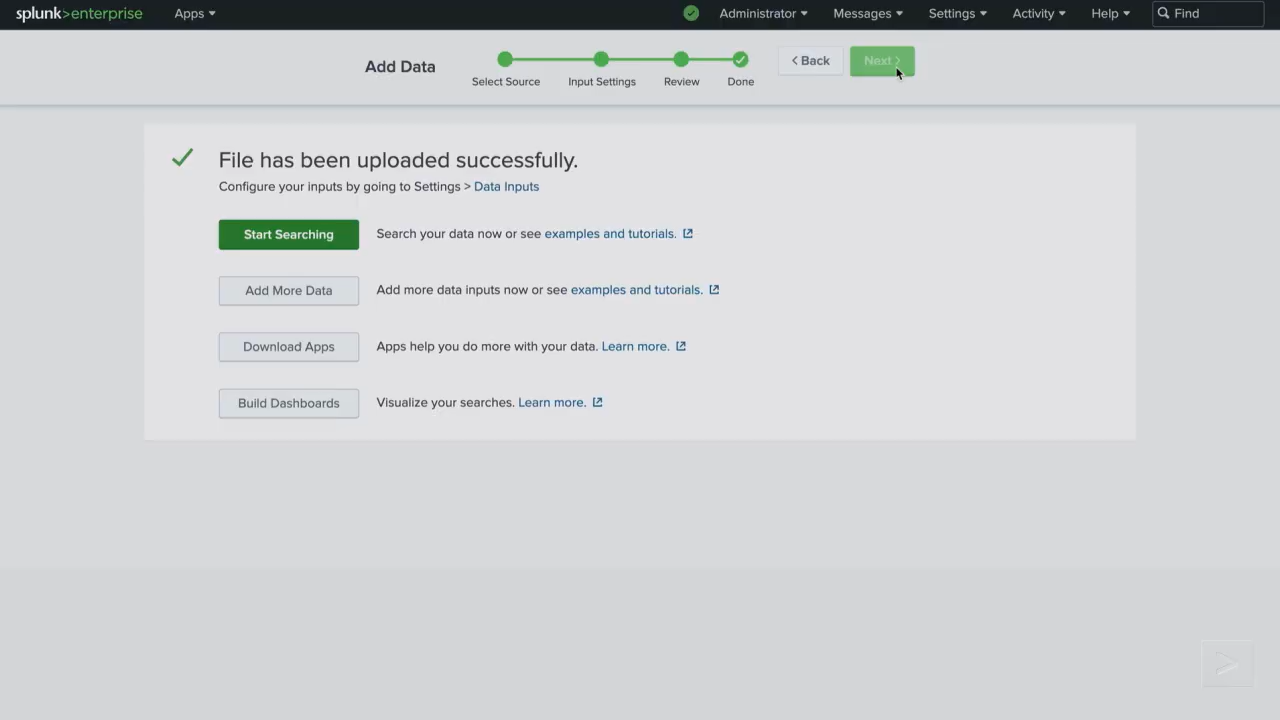 splunk>enterprise Apps Administrator Messages Settings Activity Help Find
Add Data
Select Source Input Settings Review Done
< Back Next >
File has been uploaded successfully.
Configure your inputs by going to Settings > Data Inputs
Start Searching Search your data now or see examples and tutorials.
Add More Data Add more data inputs now or see examples and tutorials.
Download Apps Apps help you do more with your data. Learn more.
Build Dashboards Visualize your searches. Learn more.
>